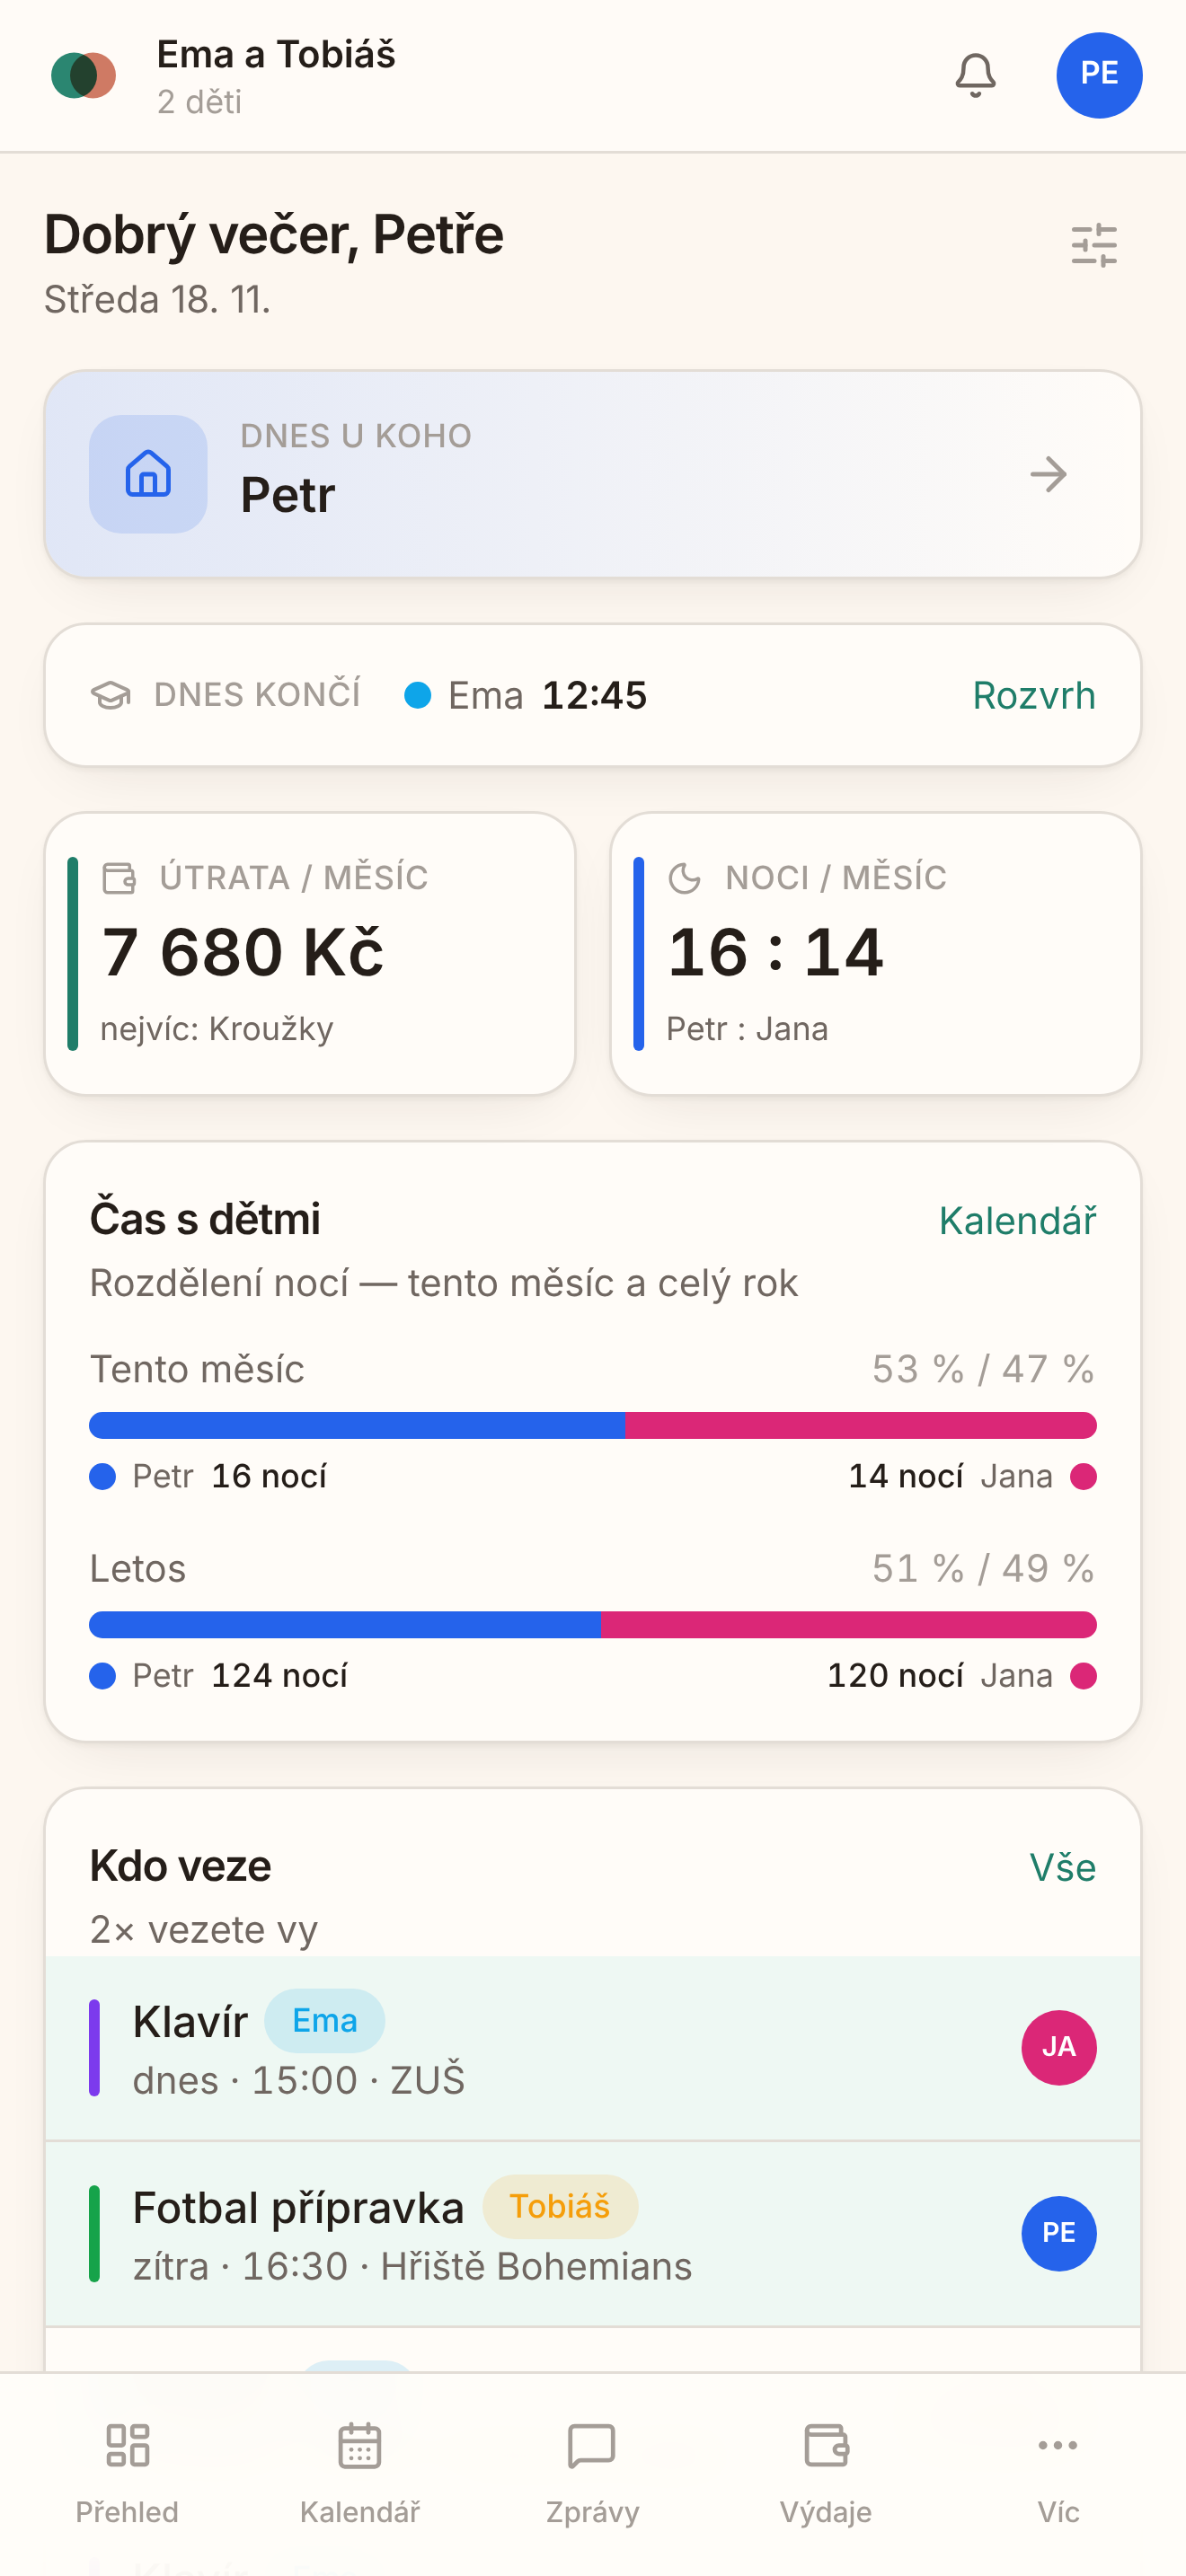 Ema a Tobiáš
2 děti
PE
Dobrý večer, Petře
Středa 18. 11.
DNES U KOHO
Petr
DNES KONČÍ Ema 12:45 Rozvrh
ÚTRATA / MĚSÍC
7 680 Kč
nejvíc: Kroužky
NOCI / MĚSÍC
16 : 14
Petr : Jana
Čas s dětmi Kalendář
Rozdělení nocí — tento měsíc a celý rok
Tento měsíc 53 % / 47 %
Petr 16 nocí 14 nocí Jana
Letos 51 % / 49 %
Petr 124 nocí 120 nocí Jana
Kdo veze Vše
2× vezete vy
Klavír Ema
dnes · 15:00 · ZUŠ
JA
Fotbal přípravka Tobiáš
zítra · 16:30 · Hřiště Bohemians
PE
Přehled Kalendář Zprávy Výdaje Víc